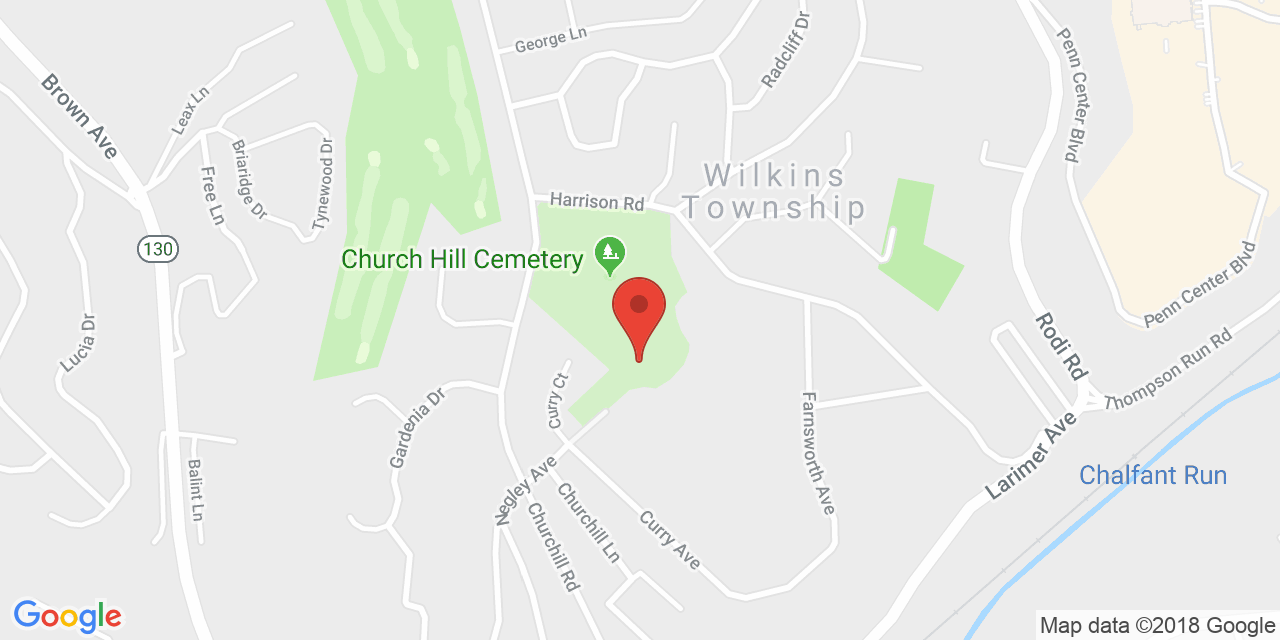 George Ln
Radcliff Dr
Penn Center Blvd
Brown Ave
Leax Ln
Briaridge Dr
Tynewood Dr
Free Ln
Wilkins
Township
Harrison Rd
130
Church Hill Cemetery
Penn Center Blvd
Lucia Dr
Rodi Rd
Thompson Run Rd
Gardenia Dr
Curry Ct
Farnsworth Ave
Larimer Ave
Chalfant Run
Balint Ln
Negley Ave
Churchill Rd
Churchill Ln
Curry Ave
Google
Map data ©2018 Google